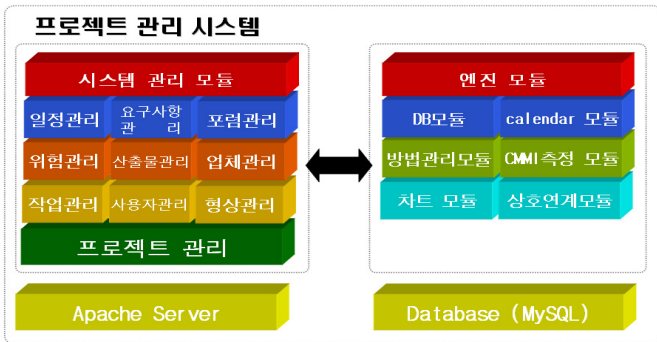 프로젝트 관리 시스템
시스템 관리 모듈
일정관리 요구사항 관 리 포럼관리
위험관리 산출물관리 업체관리
작업관리 사용자관리 형상관리
프로젝트 관리
Apache Server
엔진 모듈
DB모듈 calendar 모듈
방법관리모듈 CMMI측정 모듈
차트 모듈 상호연계모듈
Database (MySQL)